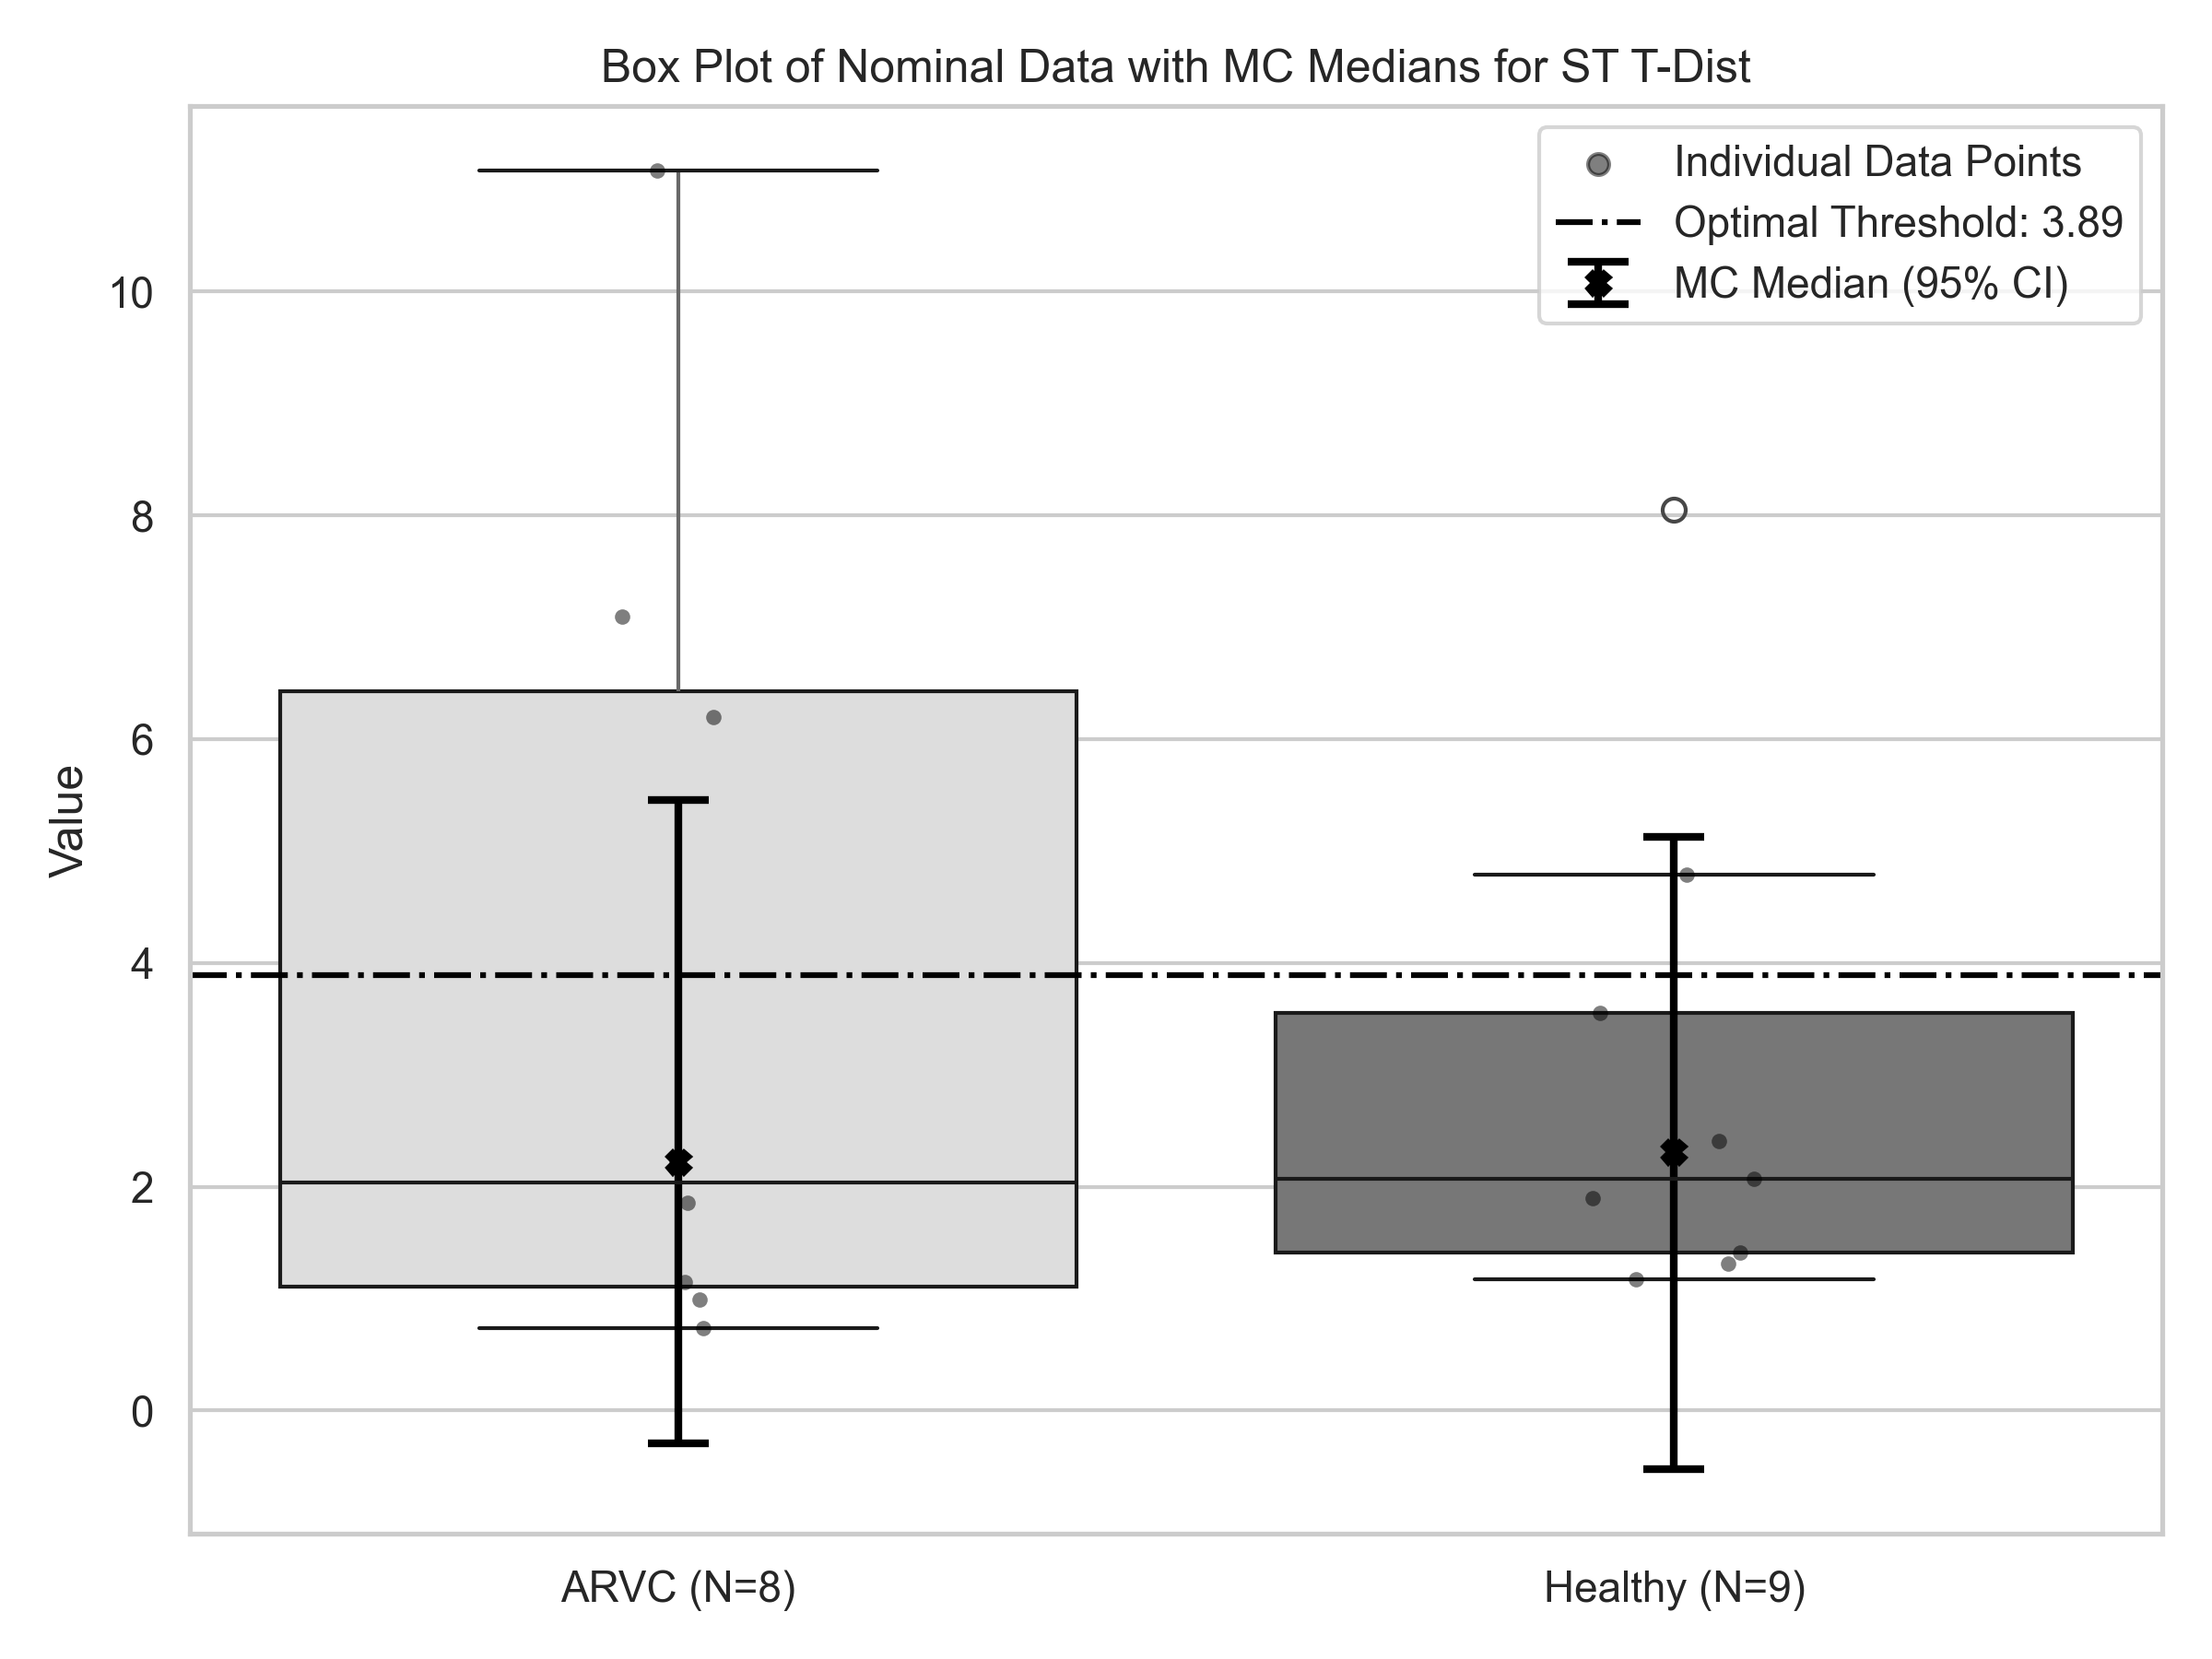 Box Plot of Nominal Data with MC Medians for ST T-Dist
Individual Data Points
Optimal Threshold: 3.89
MC Median (95% CI)
10
8
6
4
2
0
Value
ARVC (N=8)
Healthy (N=9)